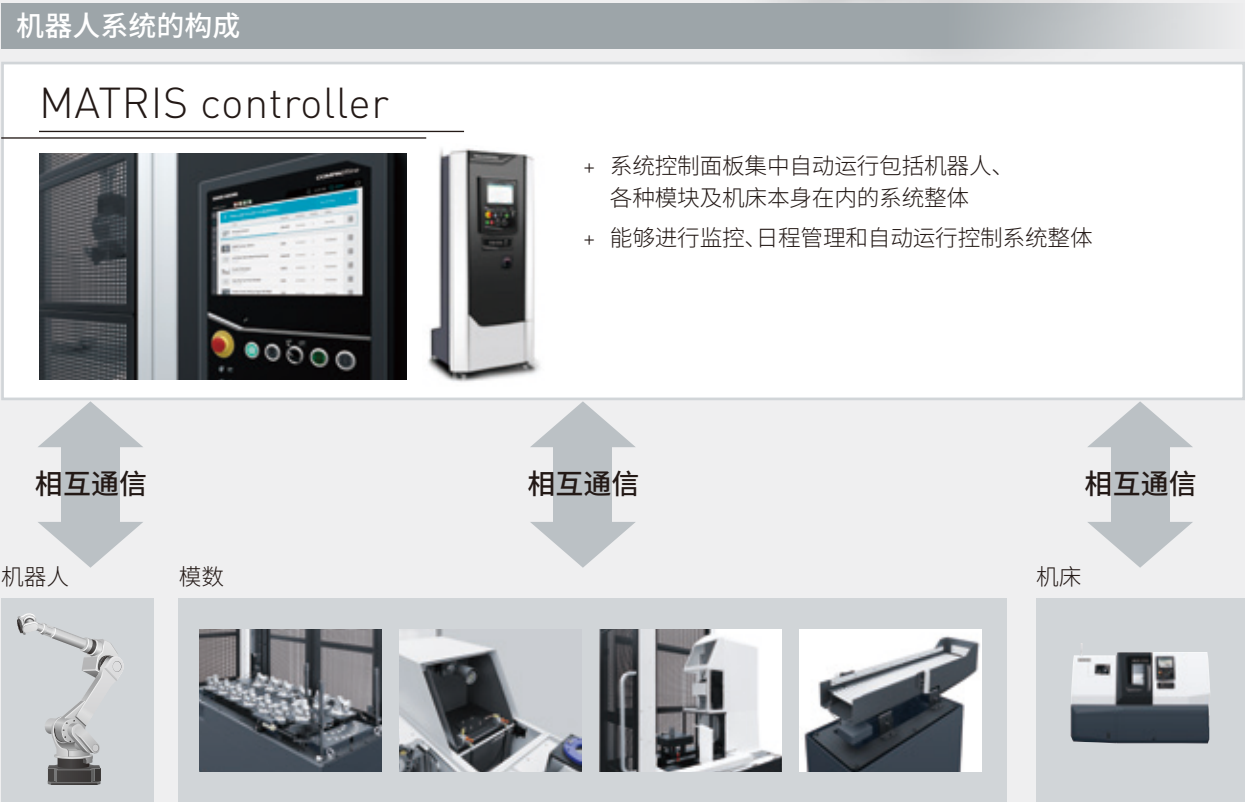 机器人系统的构成
MATRIS controller
+ 系统控制面板集中自动运行包括机器人、
各种模块及机床本身在内的系统整体
+ 能够进行监控、日程管理和自动运行控制系统整体
相互通信
相互通信
相互通信
机器人
模数
机床